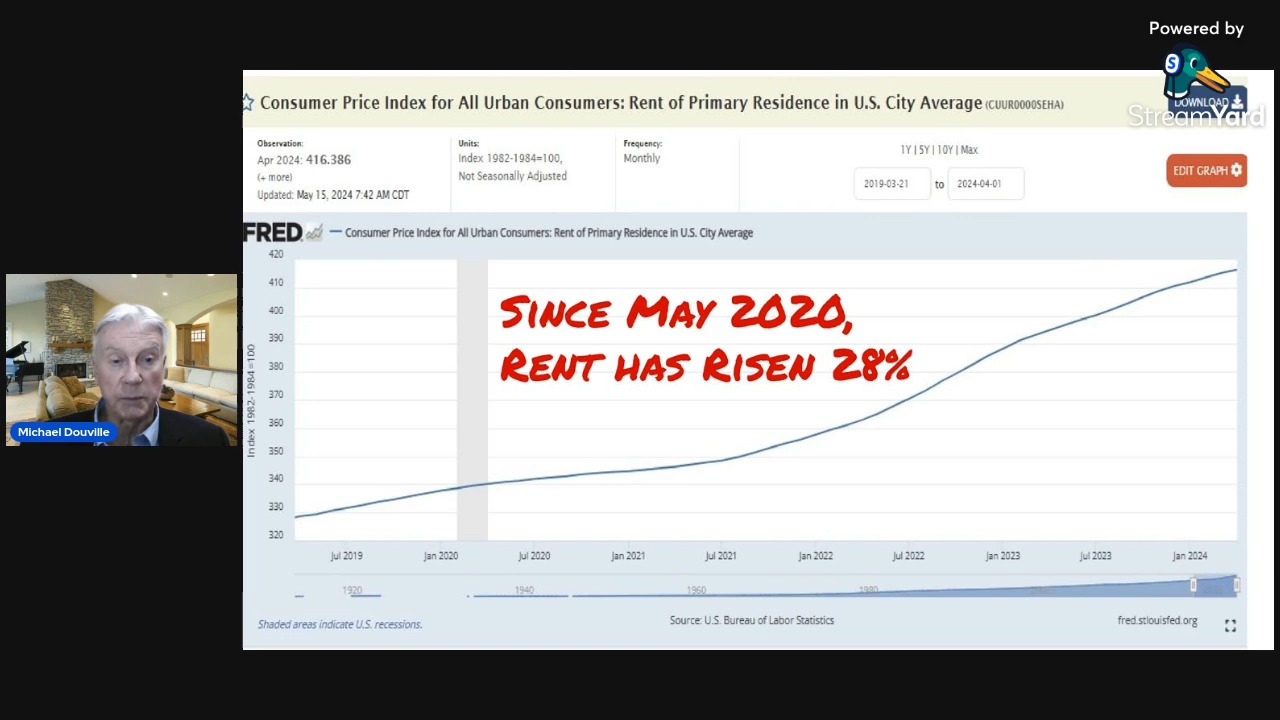 Powered by
StreamYard
Consumer Price Index for All Urban Consumers: Rent of Primary Residence in U.S. City Average (CUUR0000SEHA)
DOWNLOAD
Observation:
Apr 2024: 416.386
(+ more)
Updated: May 15, 2024 7:42 AM CDT
Units:
Index 1982-1984=100,
Not Seasonally Adjusted
Frequency:
Monthly
1Y | 5Y | 10Y | Max
2019-03-21 to 2024-04-01
EDIT GRAPH
FRED
Consumer Price Index for All Urban Consumers: Rent of Primary Residence in U.S. City Average
420
410
400
390
380
370
360
350
340
330
320
Index 1982-1984=100
SINCE MAY 2020,
RENT HAS RISEN 28%
Jul 2019 Jan 2020 Jul 2020 Jan 2021 Jul 2021 Jan 2022 Jul 2022 Jan 2023 Jul 2023 Jan 2024
1920 1940 1960 1980
Shaded areas indicate U.S. recessions.
Source: U.S. Bureau of Labor Statistics
fred.stlouisfed.org
Michael Douville